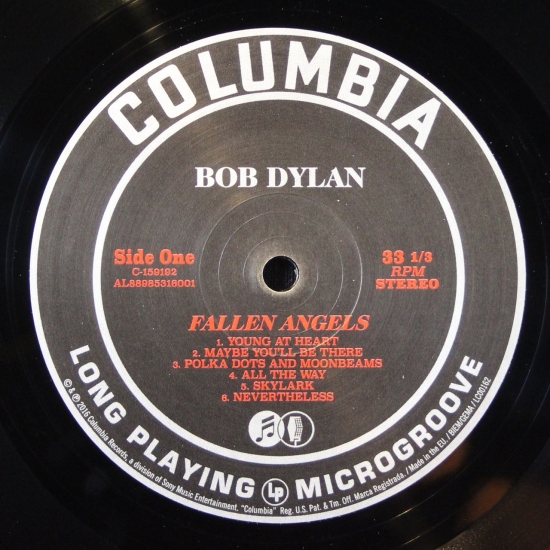 COLUMBIA
BOB DYLAN
Side One
C-159192
AL88985318001
33 1/3
RPM
STEREO
FALLEN ANGELS
1. YOUNG AT HEART
2. MAYBE YOU'LL BE THERE
3. POLKA DOTS AND MOONBEAMS
4. ALL THE WAY
5. SKYLARK
6. NEVERTHELESS
LONG PLAYING LP MICROGROOVE
© & ℗ 2016 Columbia Records, a division of Sony Music Entertainment. "Columbia" Reg. U.S. Pat. & Tm. Off. Marca Registrada. / Made in the EU. / BIEM/GEMA / LC00162